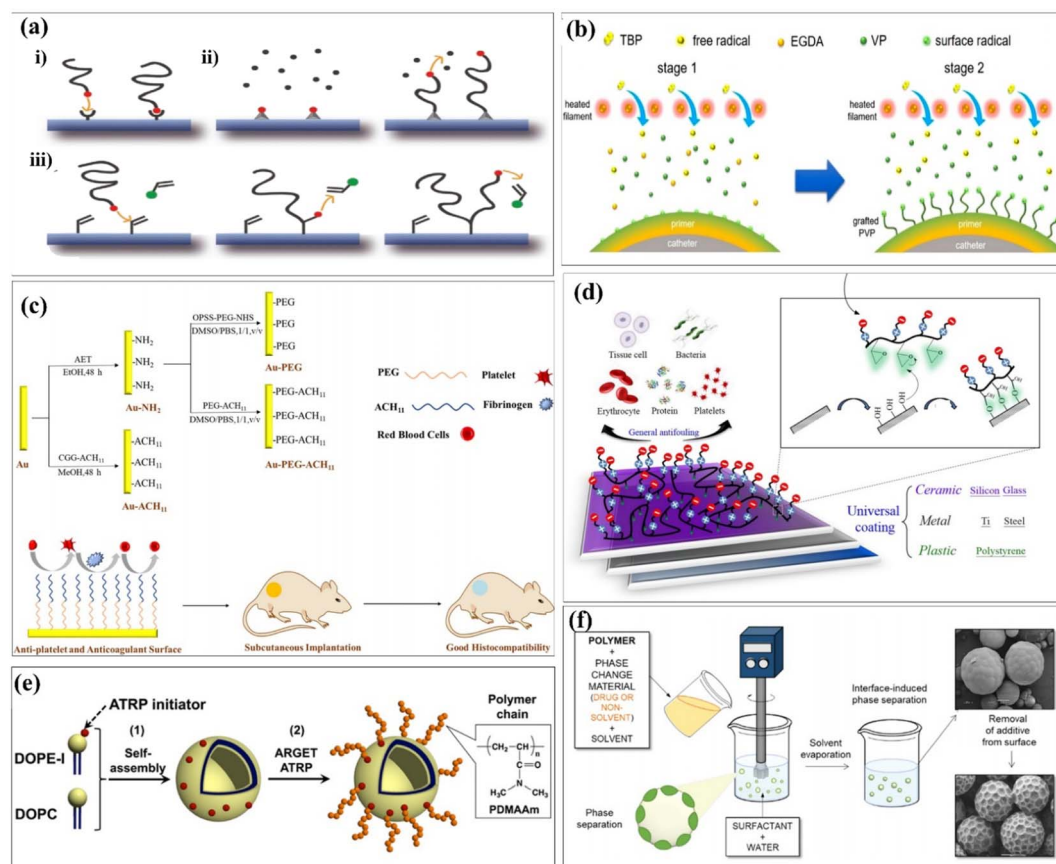 (a)
i)
ii)
iii)
(b)
TBP
free radical
EGDA
VP
surface radical
stage 1
stage 2
heated
filament
heated
filament
primer
catheter
grafted
PVP
primer
catheter
(c)
Au
AET
EtOH,48 h
CGG-ACH₁₁
MeOH,48 h
-NH₂
-NH₂
-NH₂
Au-NH₂
-ACH₁₁
-ACH₁₁
-ACH₁₁
Au-ACH₁₁
OPSS-PEG-NHS
DMSO/PBS,1/1,v/v
PEG-ACH₁₁
DMSO/PBS,1/1,v/v
-PEG
-PEG
-PEG
Au-PEG
-PEG-ACH₁₁
-PEG-ACH₁₁
-PEG-ACH₁₁
Au-PEG-ACH₁₁
PEG
Platelet
ACH₁₁
Fibrinogen
Red Blood Cells
Anti-platelet and Anticoagulant Surface
Subcutaneous Implantation
Good Histocompatibility
(d)
Tissue cell
Bacteria
Erythrocyte
Protein
Platelets
General antifouling
OH
OH
OH
Universal
coating
Ceramic Silicon Glass
Metal Ti Steel
Plastic Polystyrene
(e)
ATRP initiator
DOPE-I
DOPC
(1)
Self-
assembly
(2)
ARGET
ATRP
Polymer
chain
CH₂ CH n
C O
N
H₃C CH₃
PDMAAm
(f)
POLYMER
+
PHASE
CHANGE
MATERIAL
(DRUG OR
NON-
SOLVENT)
+
SOLVENT
Phase
separation
SURFACTANT
+
WATER
Solvent
evaporation
Interface-induced
phase separation
Removal
of additive
from surface